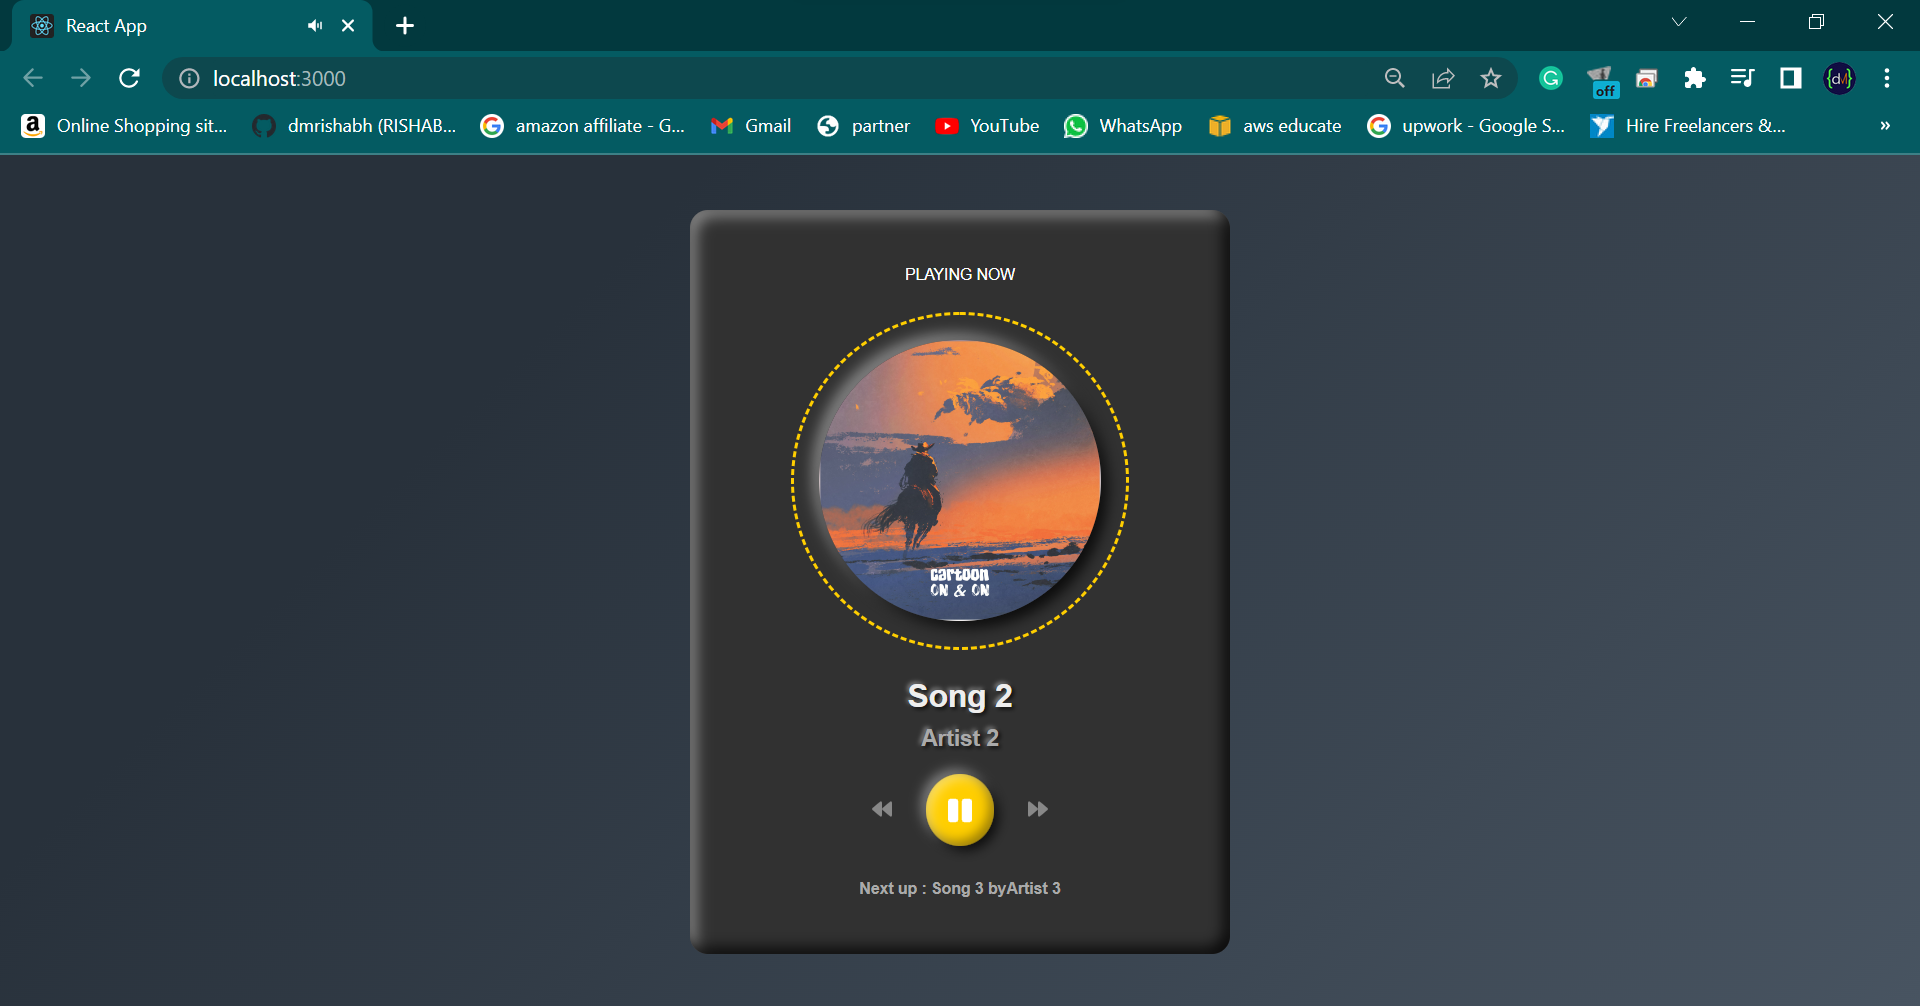 React App
localhost:3000
off
{dM}
a Online Shopping sit...
dmrishabh (RISHAB...
G amazon affiliate - G...
Gmail
partner
YouTube
WhatsApp
aws educate
G upwork - Google S...
Hire Freelancers &...
»
PLAYING NOW
cartoon
ON & ON
Song 2
Artist 2
Next up : Song 3 byArtist 3